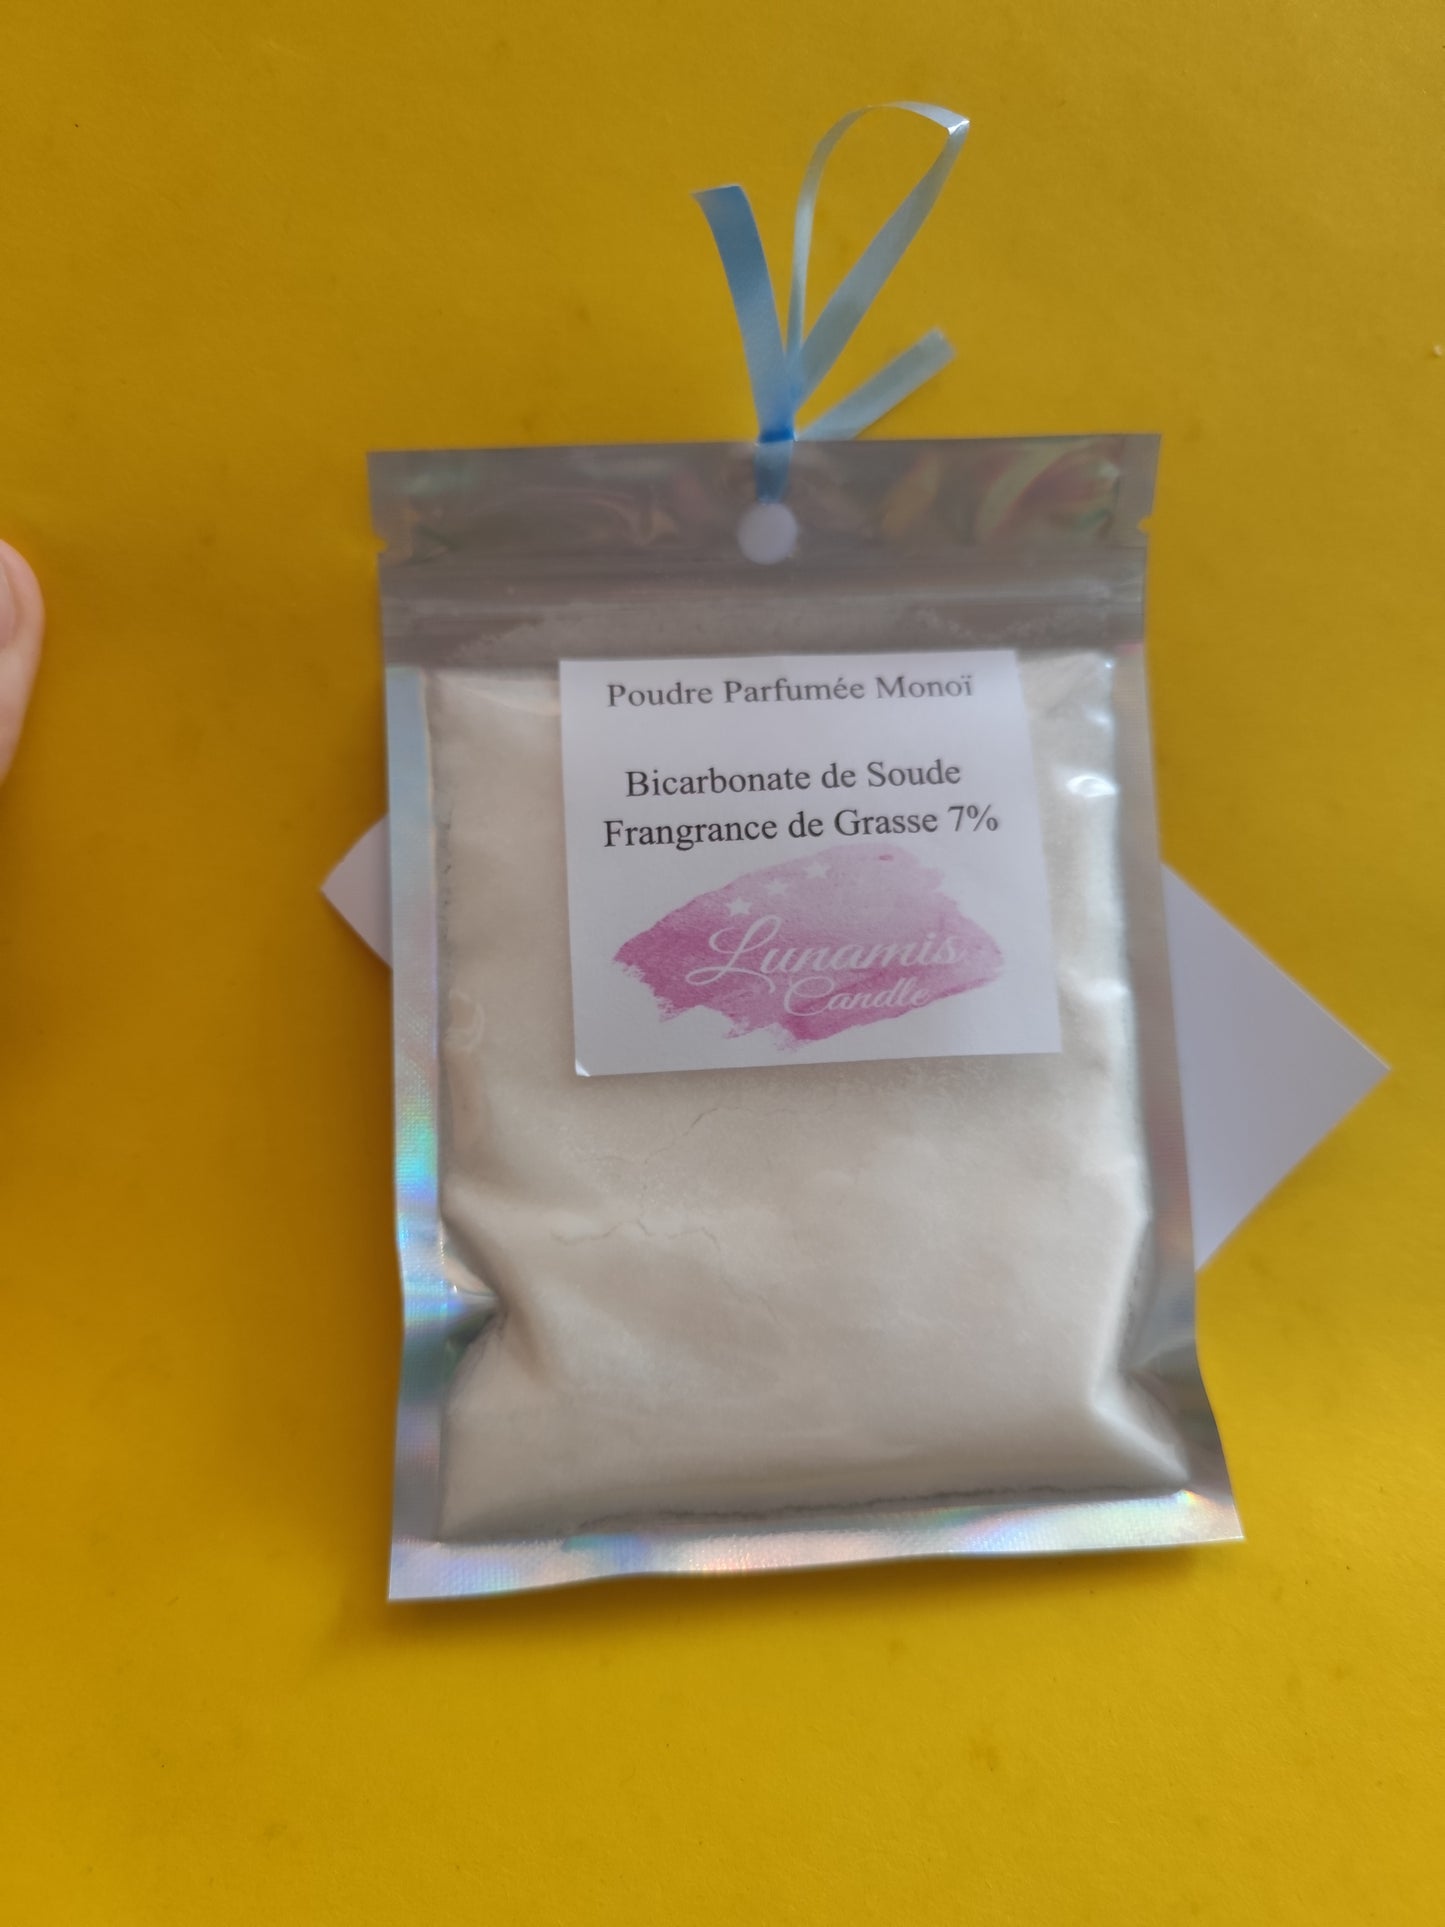 Poudre Parfumée Monoï
Bicarbonate de Soude
Frangrance de Grasse 7%
Lunamis
Candle